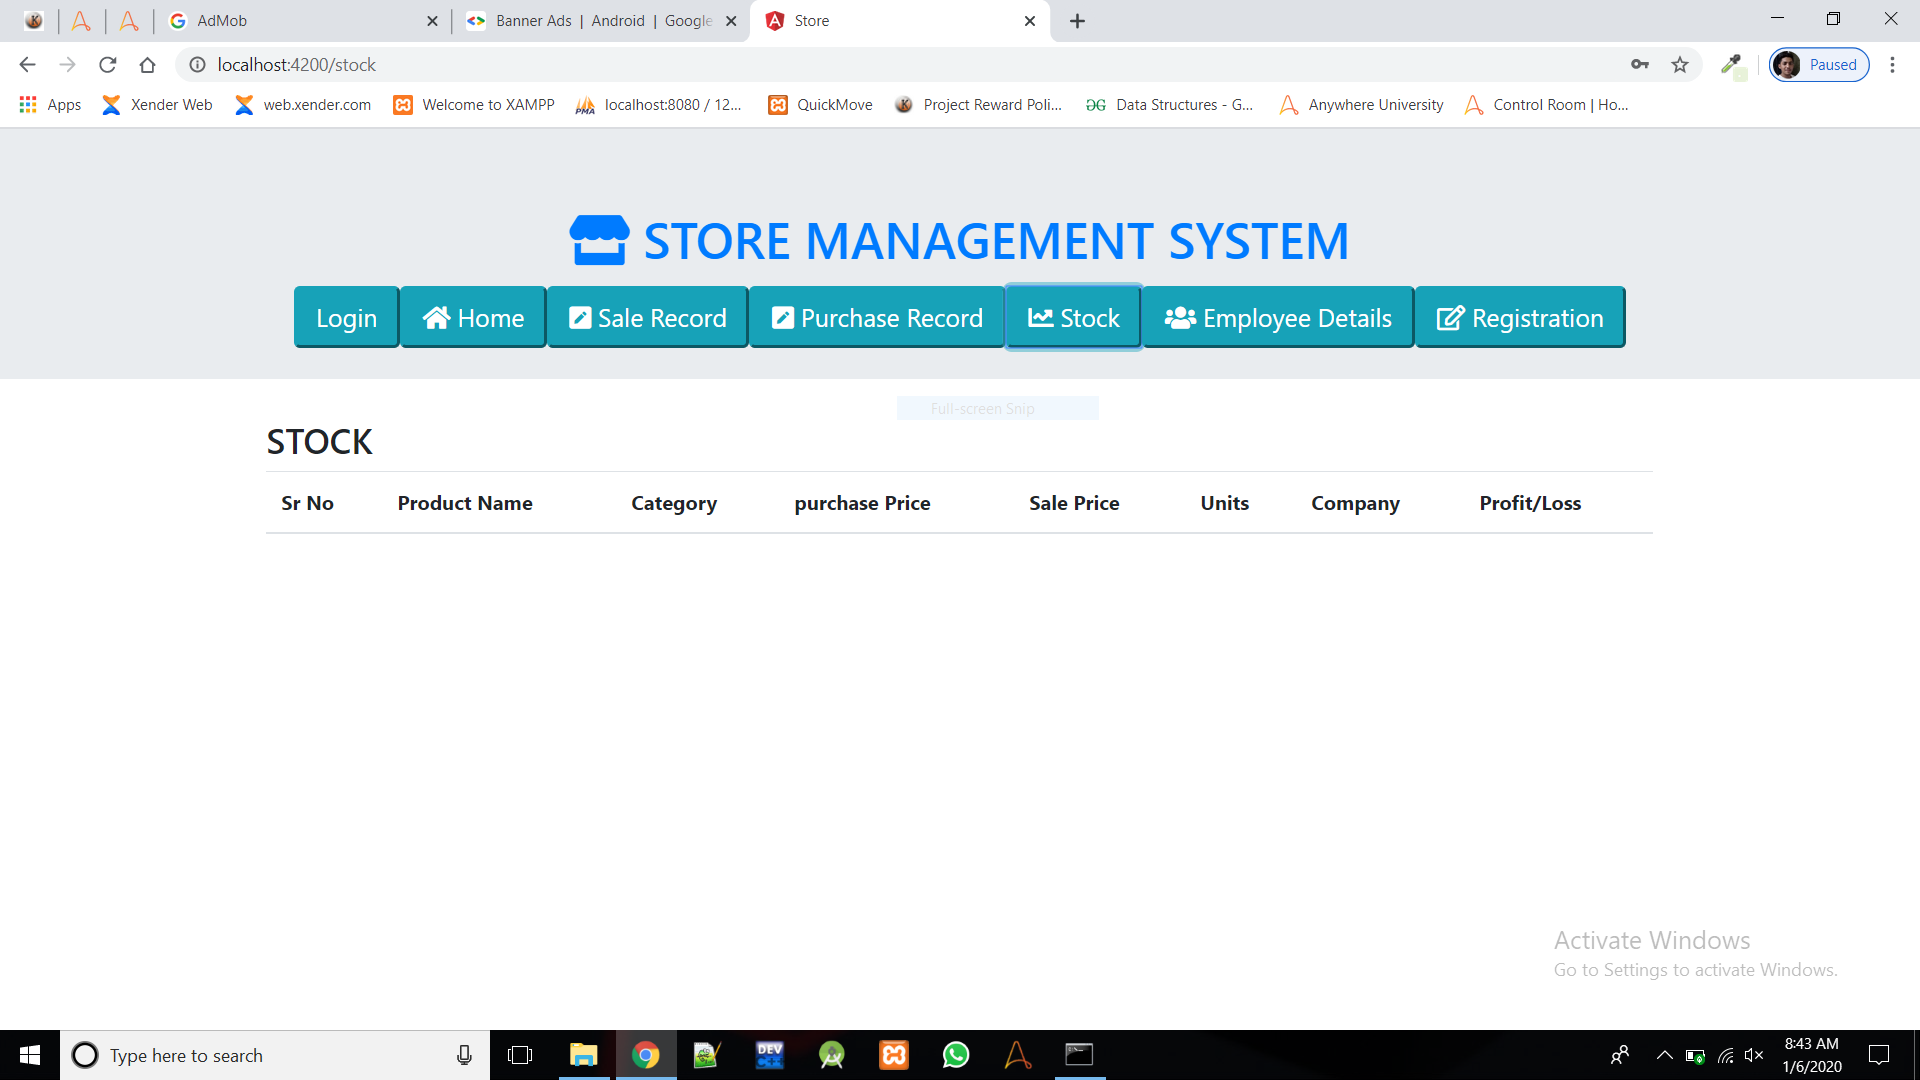 AdMob
Banner Ads | Android | Google
Store
localhost:4200/stock
Paused
Apps
Xender Web
web.xender.com
Welcome to XAMPP
localhost:8080 / 12...
QuickMove
Project Reward Poli...
Data Structures - G...
Anywhere University
Control Room | Ho...
STORE MANAGEMENT SYSTEM
Login
Home
Sale Record
Purchase Record
Stock
Employee Details
Registration
Full-screen Snip
STOCK
Sr No Product Name Category purchase Price Sale Price Units Company Profit/Loss
Activate Windows
Go to Settings to activate Windows.
Type here to search
DEV
8:43 AM
1/6/2020